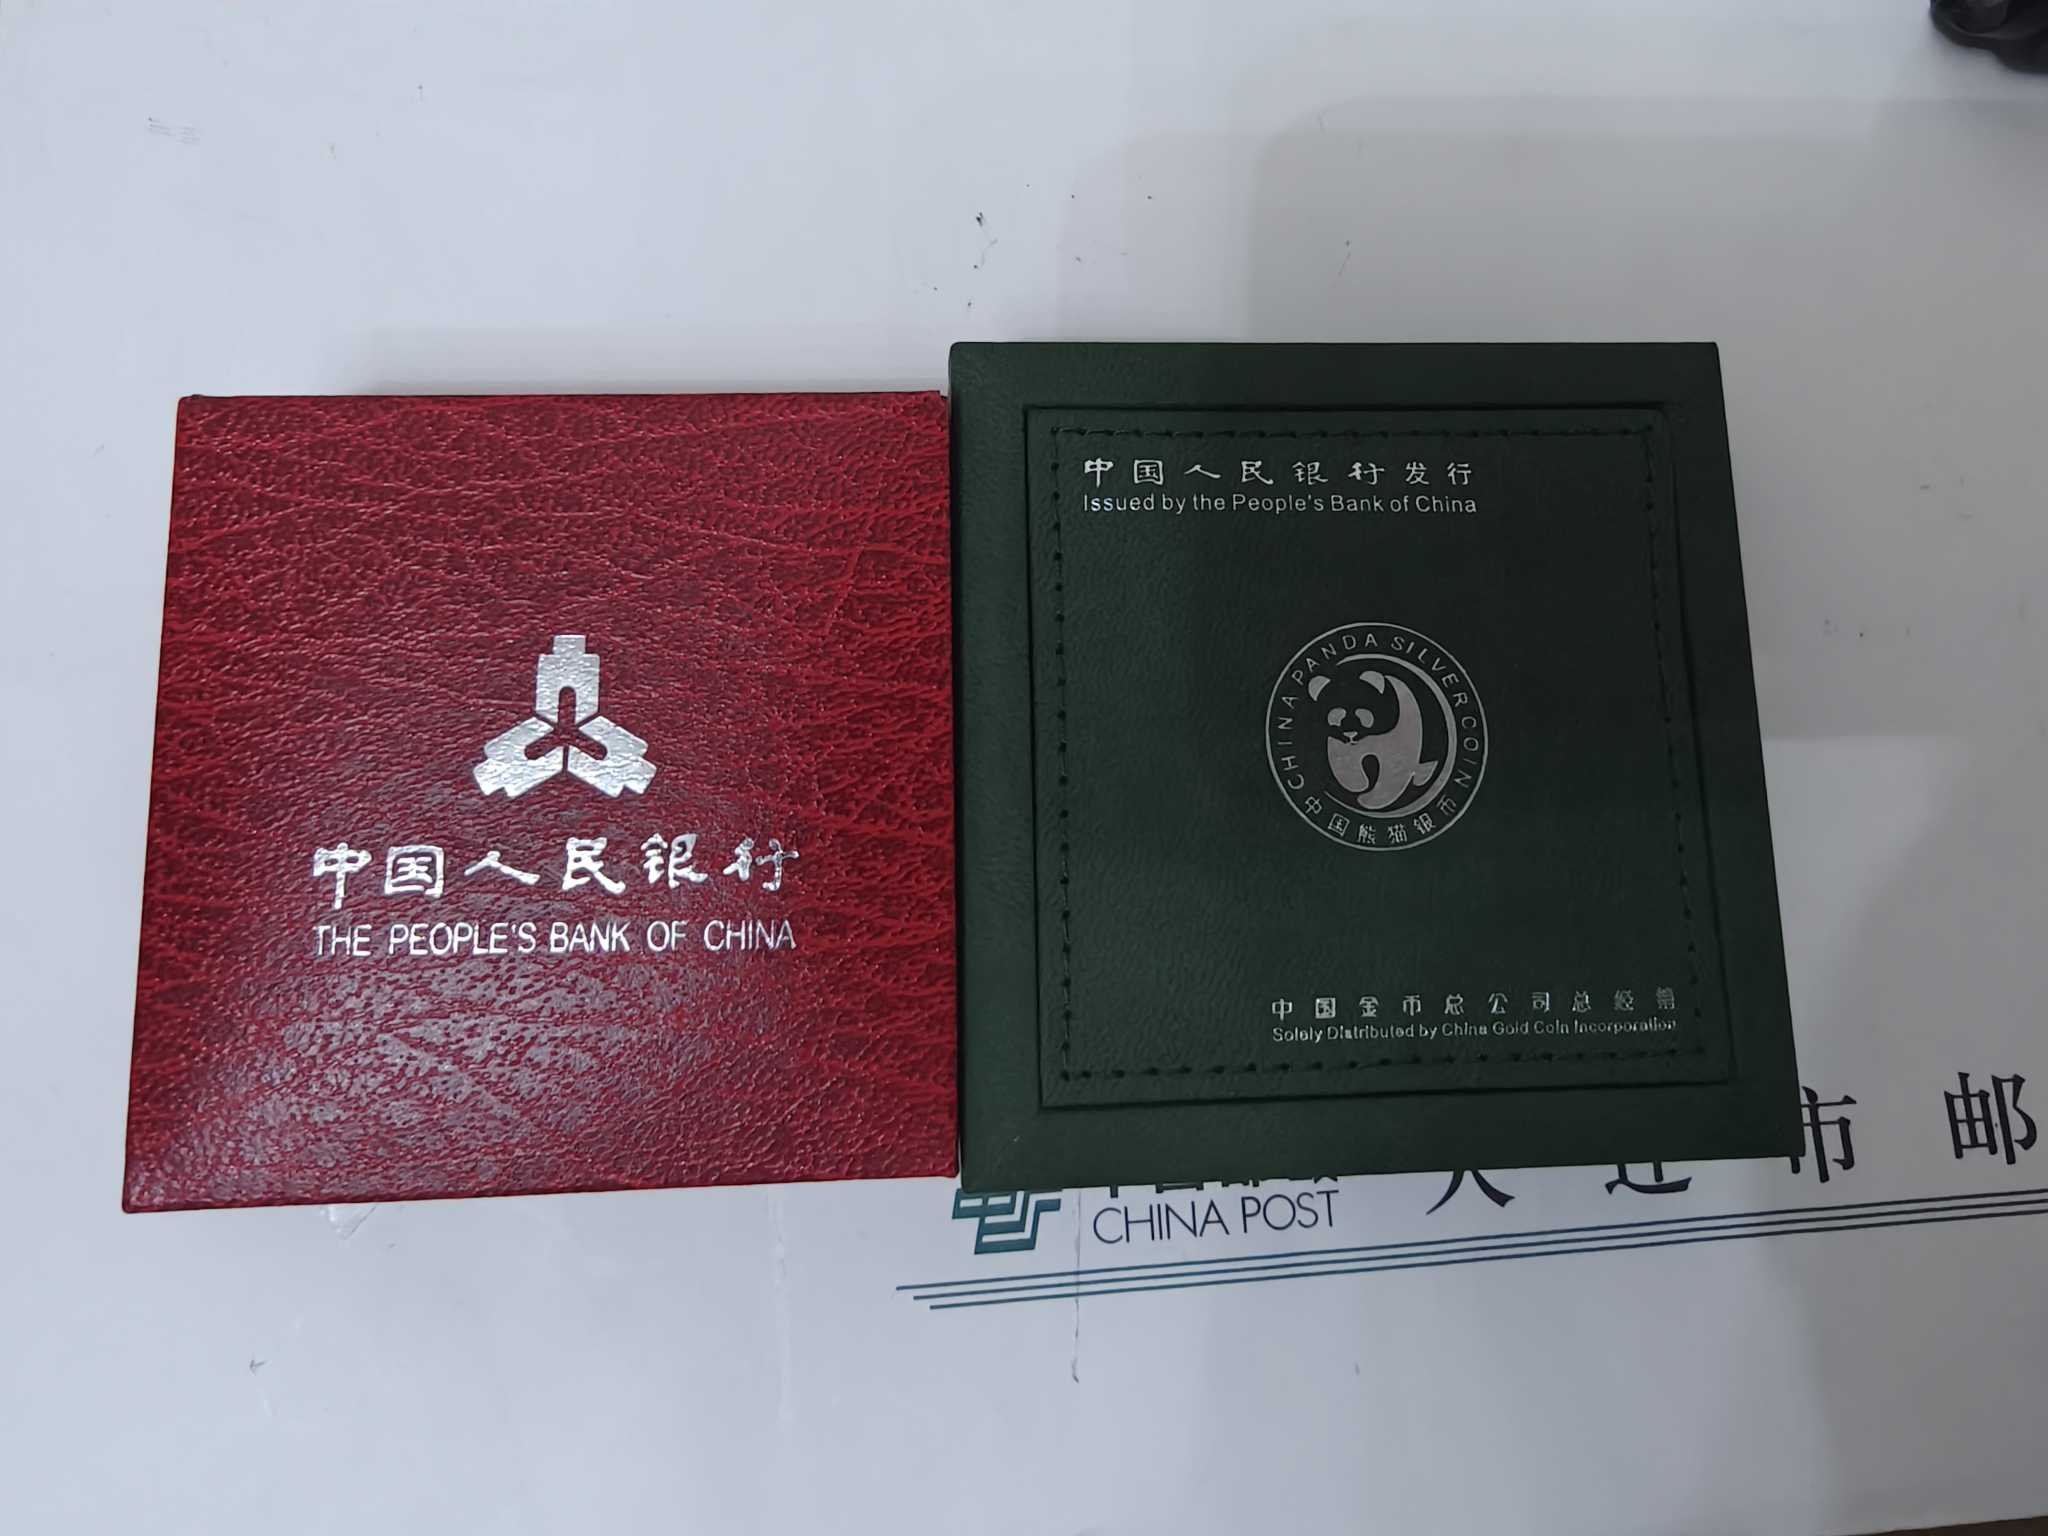 中国人民银行
THE PEOPLE'S BANK OF CHINA
中国人民银行发行
Issued by the People's Bank of China
CHINA PANDA SILVER COIN
中国熊猫银币
中国金币总公司总经销
Solely Distributed by China Gold Coin Incorporation
CHINA POST
市邮